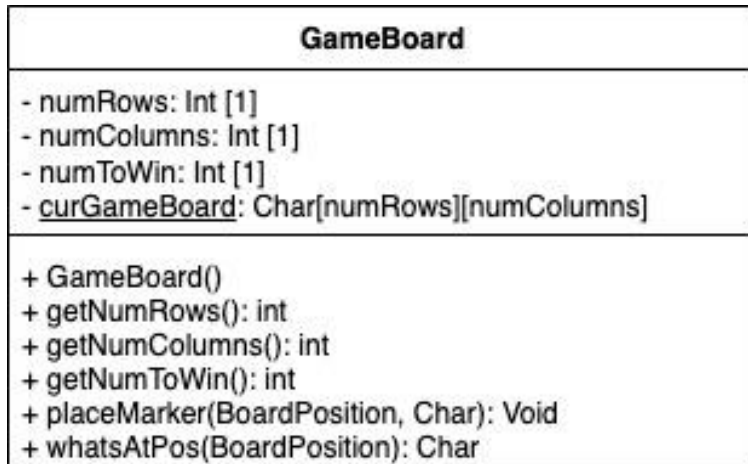 GameBoard
- numRows: Int [1]
- numColumns: Int [1]
- numToWin: Int [1]
- curGameBoard: Char[numRows][numColumns]
+ GameBoard()
+ getNumRows(): int
+ getNumColumns(): int
+ getNumToWin(): int
+ placeMarker(BoardPosition, Char): Void
+ whatsAtPos(BoardPosition): Char